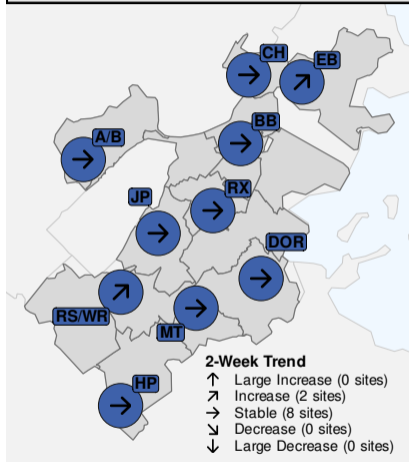 CH
EB
BB
A/B
RX
JP
DOR
RS/WR
MT
HP
2-Week Trend
↑ Large Increase (0 sites)
↗ Increase (2 sites)
→ Stable (8 sites)
↘ Decrease (0 sites)
↓ Large Decrease (0 sites)